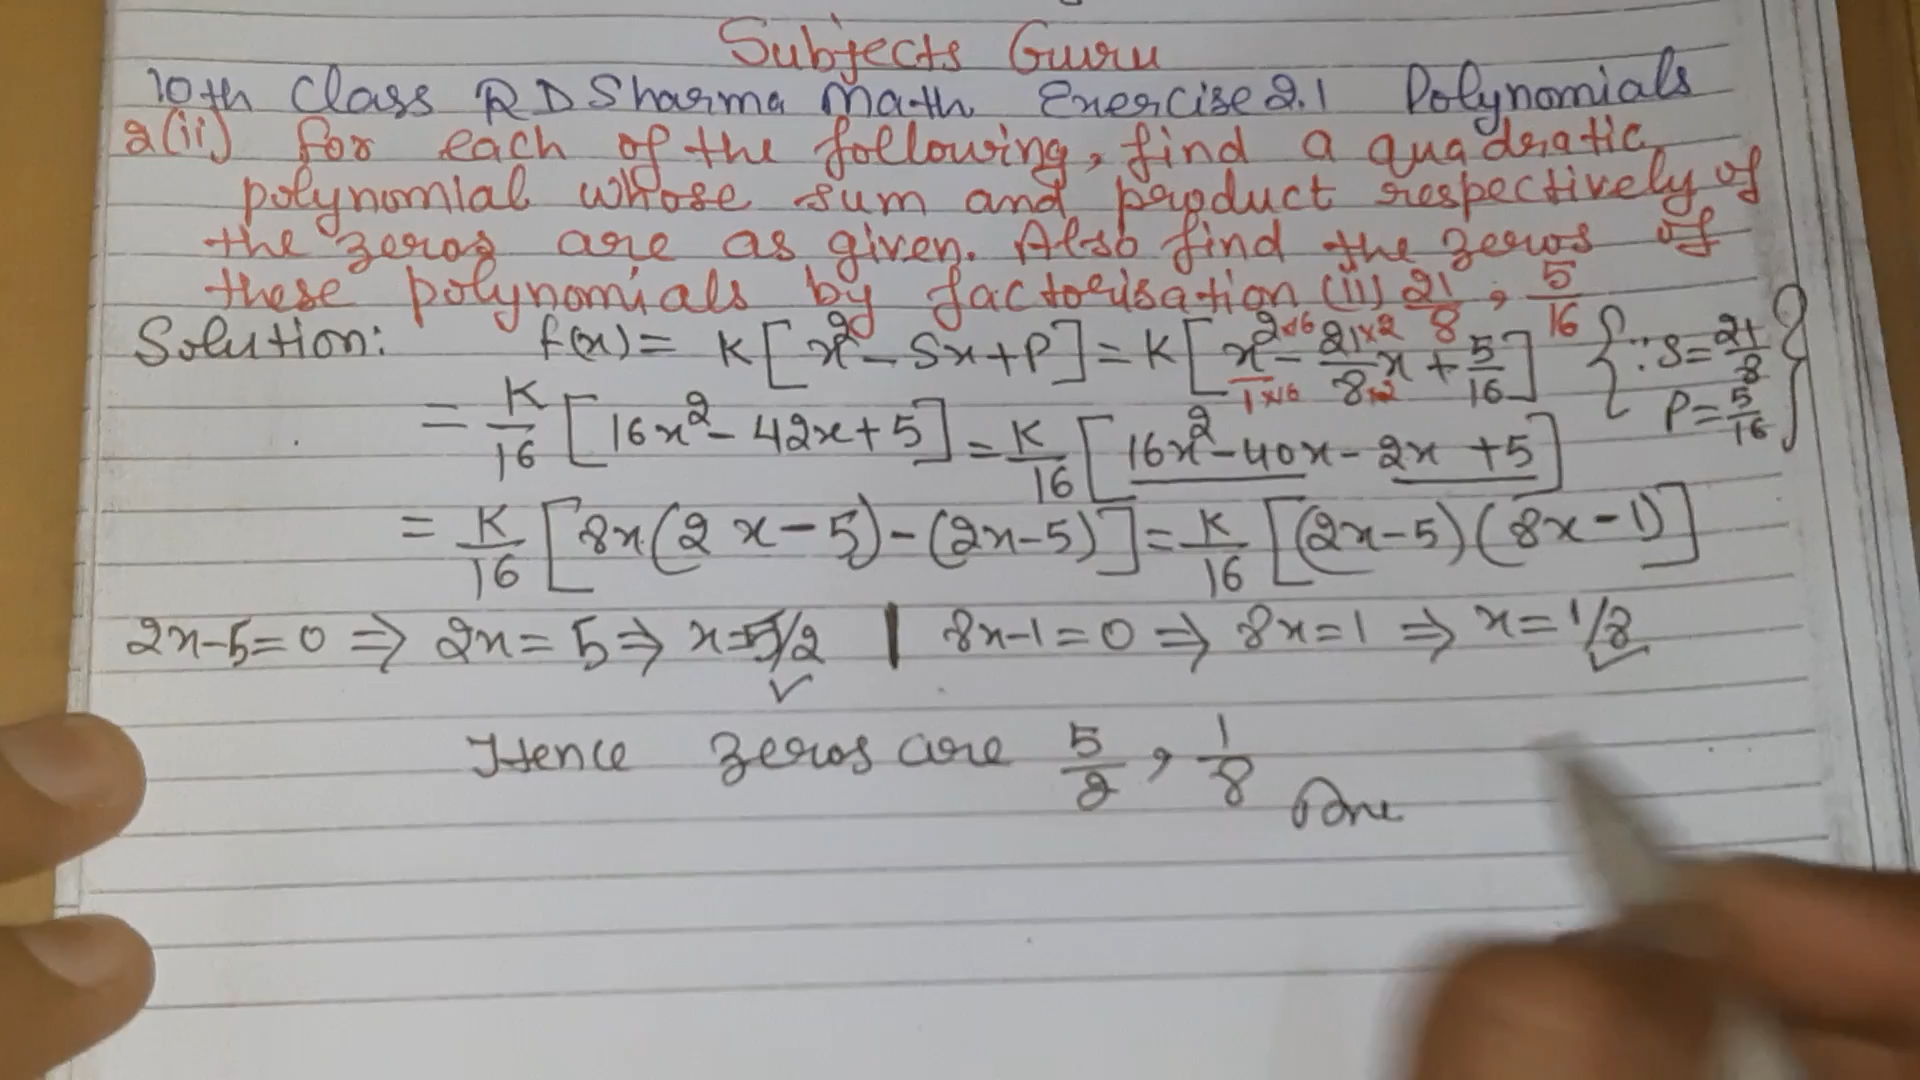 Subjects Guru
10th Class RD Sharma Math Exercise 2.1 Polynomials
2(ii) For each of the following, find a quadratic
polynomial whose sum and product respectively of
the zeros are as given. Also find the zeros of
these polynomials by factorisation (ii) 21/8, 5/16
Solution: f(x) = K[x² - Sx + P] = K[x²×16/1×16 - 21×2/8×2 x + 5/16] {∵ S = 21/8 P = 5/16}
= K/16 [16x² - 42x + 5] = K/16 [16x² - 40x - 2x + 5]
= K/16 [8x(2x - 5) - (2x - 5)] = K/16 [(2x - 5)(8x - 1)]
2x - 5 = 0 ⇒ 2x = 5 ⇒ x = 5/2 | 8x - 1 = 0 ⇒ 8x = 1 ⇒ x = 1/8
Hence zeros are 5/2, 1/8